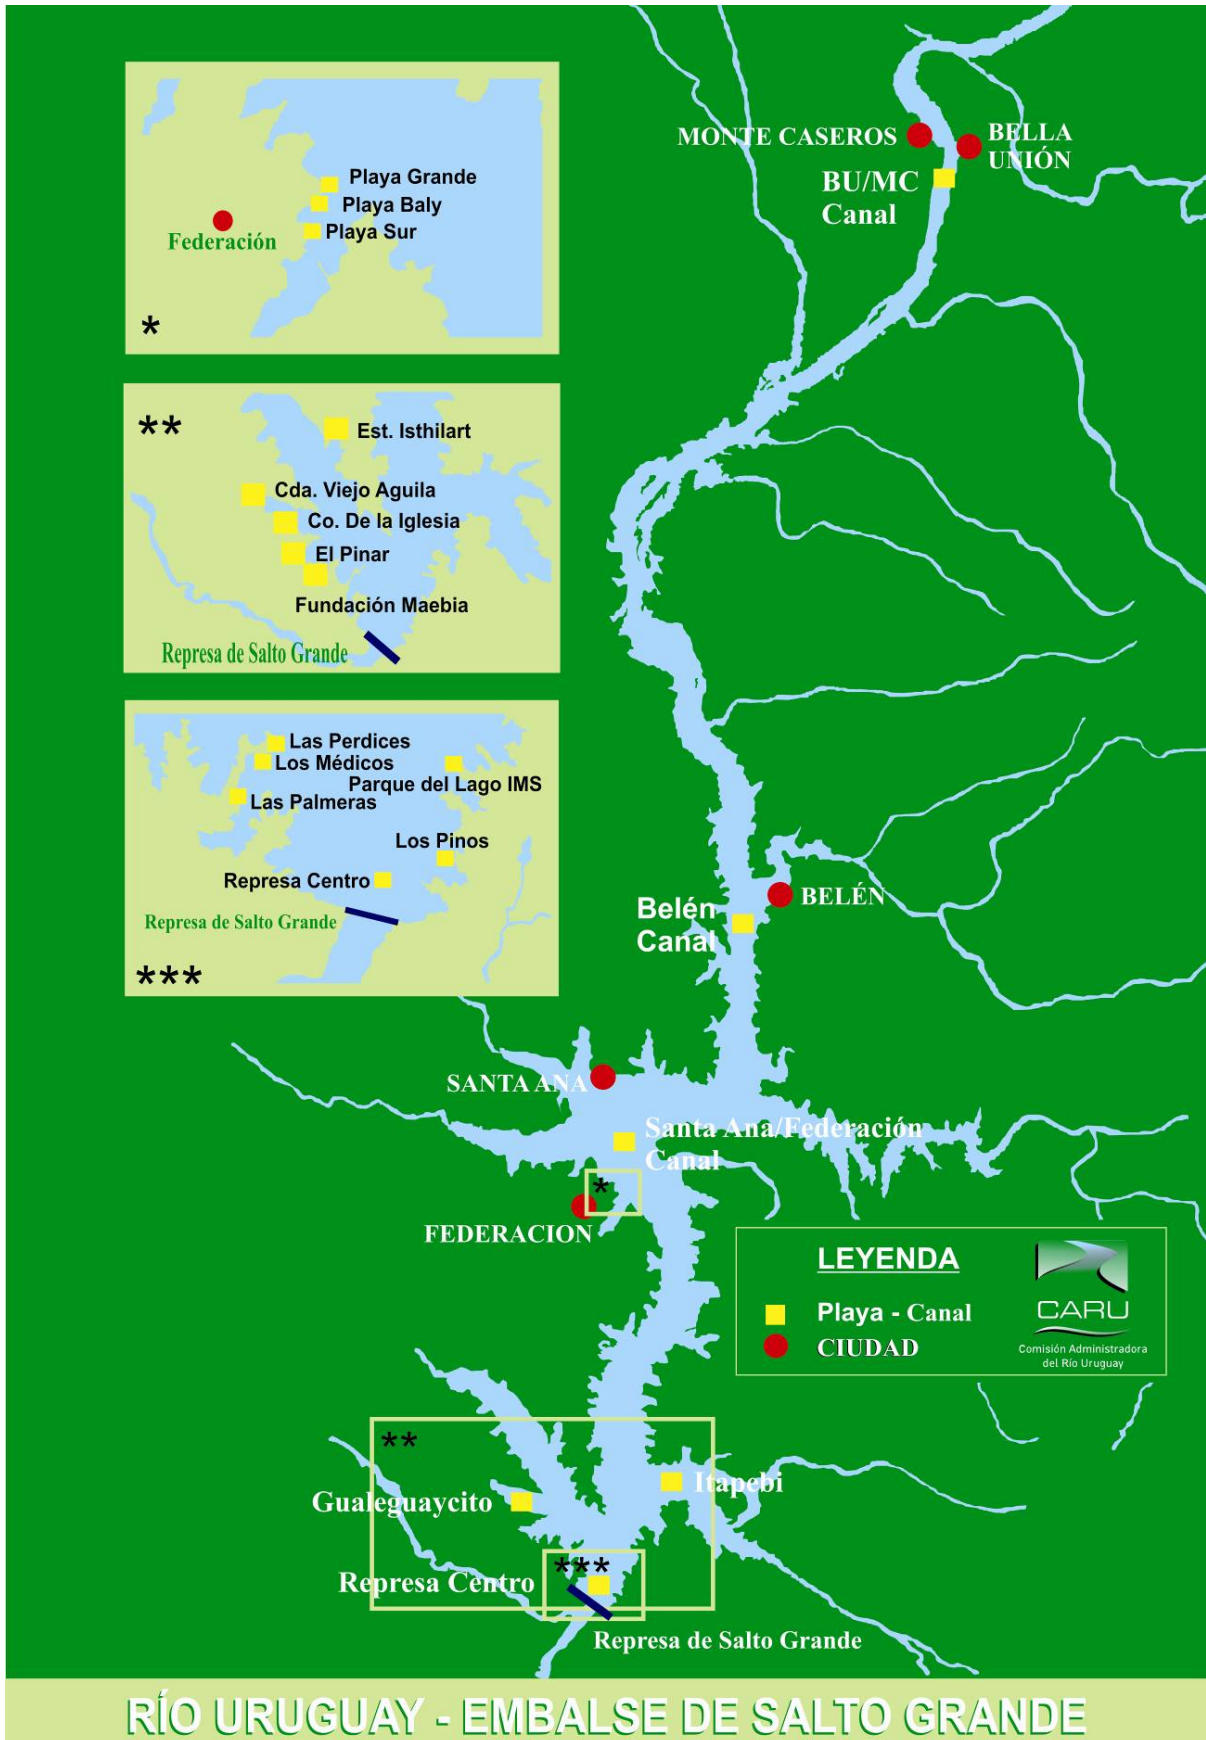 MONTE CASEROS
BELLA
UNIÓN
BU/MC
Canal
Playa Grande
Playa Baly
Playa Sur
Federación
*
**
Est. Isthilart
Cda. Viejo Aguila
Co. De la Iglesia
El Pinar
Fundación Maebia
Represa de Salto Grande
Las Perdices
Los Médicos
Parque del Lago IMS
Las Palmeras
Los Pinos
Represa Centro
Represa de Salto Grande
***
BELÉN
Belén
Canal
SANTA ANA
Santa Ana/Federación
Canal
*
FEDERACION
LEYENDA
Playa - Canal
CIUDAD
CARU
Comisión Administradora
del Río Uruguay
**
Itapebi
Gualeguaycito
***
Represa Centro
Represa de Salto Grande
RÍO URUGUAY - EMBALSE DE SALTO GRANDE